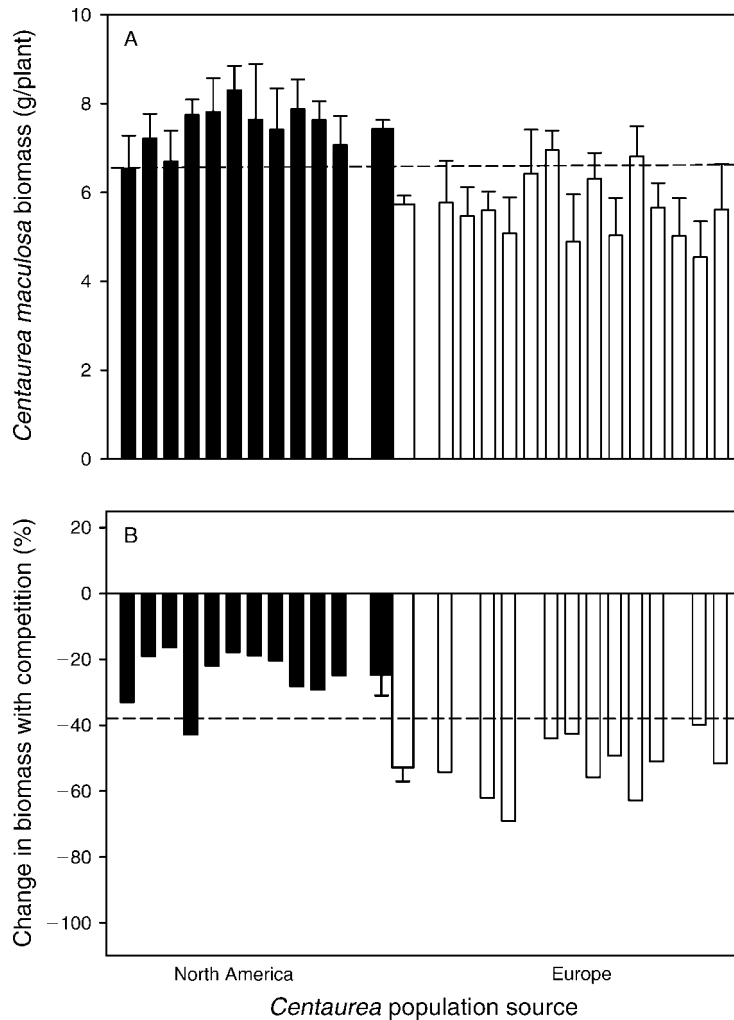 A
Centaurea maculosa biomass (g/plant)
10
8
6
4
2
0
B
Change in biomass with competition (%)
20
0
−20
−40
−60
−80
−100
North America
Europe
Centaurea population source